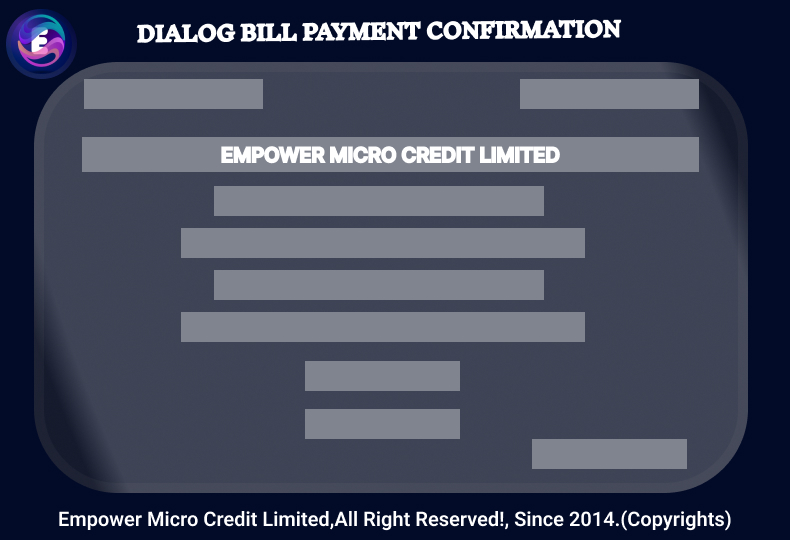 E
DIALOG BILL PAYMENT CONFIRMATION
EMPOWER MICRO CREDIT LIMITED
Empower Micro Credit Limited,All Right Reserved!, Since 2014.(Copyrights)